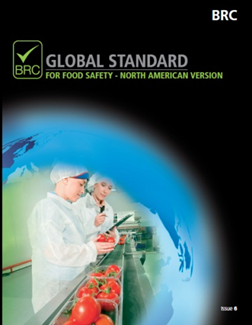 BRC
BRC
GLOBAL STANDARD
FOR FOOD SAFETY - NORTH AMERICAN VERSION
Issue 6